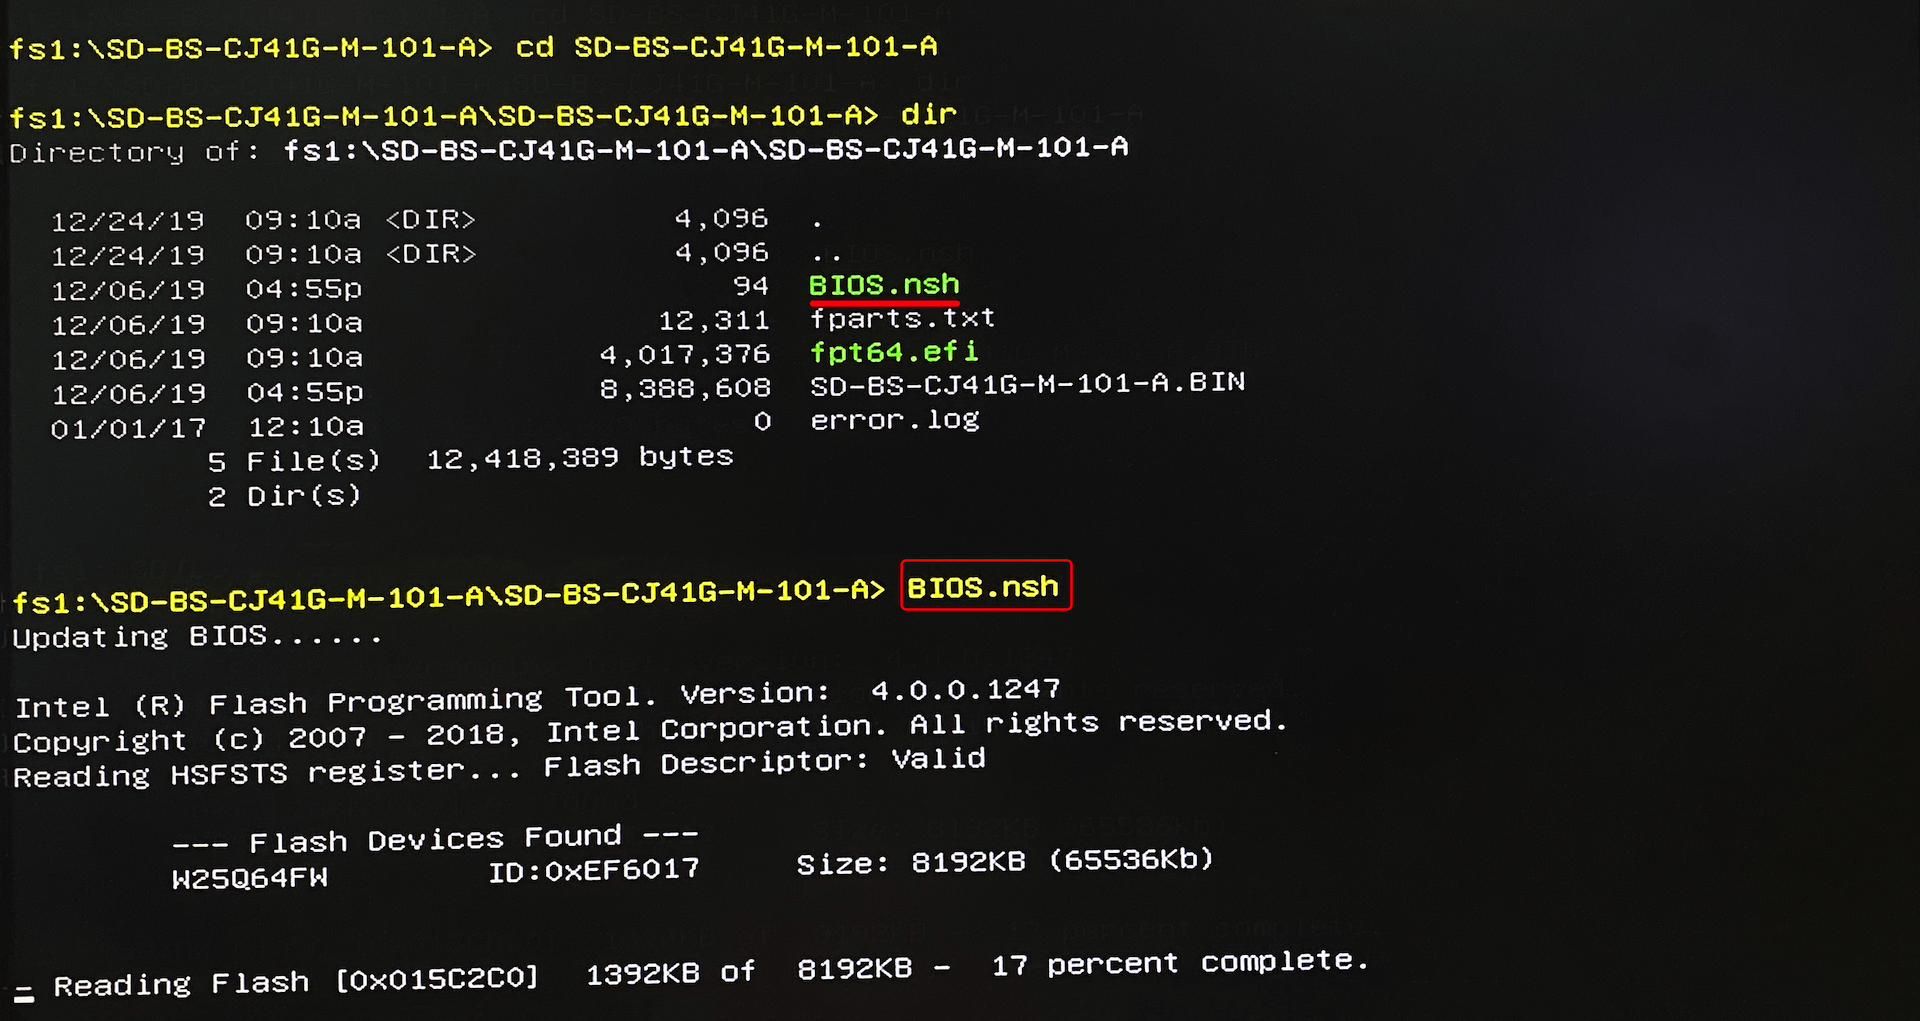 fs1:\SD-BS-CJ41G-M-101-A> cd SD-BS-CJ41G-M-101-A
fs1:\SD-BS-CJ41G-M-101-A\SD-BS-CJ41G-M-101-A> dir
Directory of: fs1:\SD-BS-CJ41G-M-101-A\SD-BS-CJ41G-M-101-A
12/24/19 09:10a <DIR> 4,096 .
12/24/19 09:10a <DIR> 4,096 ..
12/06/19 04:55p 94 BIOS.nsh
12/06/19 09:10a 12,311 fparts.txt
12/06/19 09:10a 4,017,376 fpt64.efi
12/06/19 04:55p 8,388,608 SD-BS-CJ41G-M-101-A.BIN
01/01/17 12:10a 0 error.log
5 File(s) 12,418,389 bytes
2 Dir(s)
fs1:\SD-BS-CJ41G-M-101-A\SD-BS-CJ41G-M-101-A> BIOS.nsh
Updating BIOS......
Intel (R) Flash Programming Tool. Version: 4.0.0.1247
Copyright (c) 2007 - 2018, Intel Corporation. All rights reserved.
Reading HSFSTS register... Flash Descriptor: Valid
--- Flash Devices Found ---
W25Q64FW ID:0xEF6017 Size: 8192KB (65536Kb)
- Reading Flash [0x015C2C0] 1392KB of 8192KB - 17 percent complete.